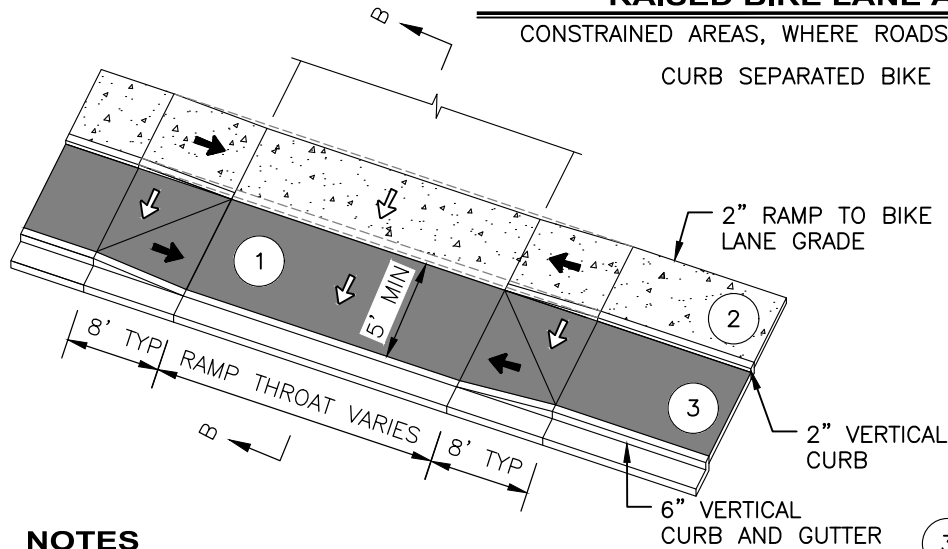 RAISED BIKE LANE A
CONSTRAINED AREAS, WHERE ROADS
CURB SEPARATED BIKE
B
2” RAMP TO BIKE
LANE GRADE
1
5’ MIN
2
3
8’ TYP
RAMP THROAT VARIES
8’ TYP
B
2” VERTICAL
CURB
6” VERTICAL
CURB AND GUTTER
3
NOTES